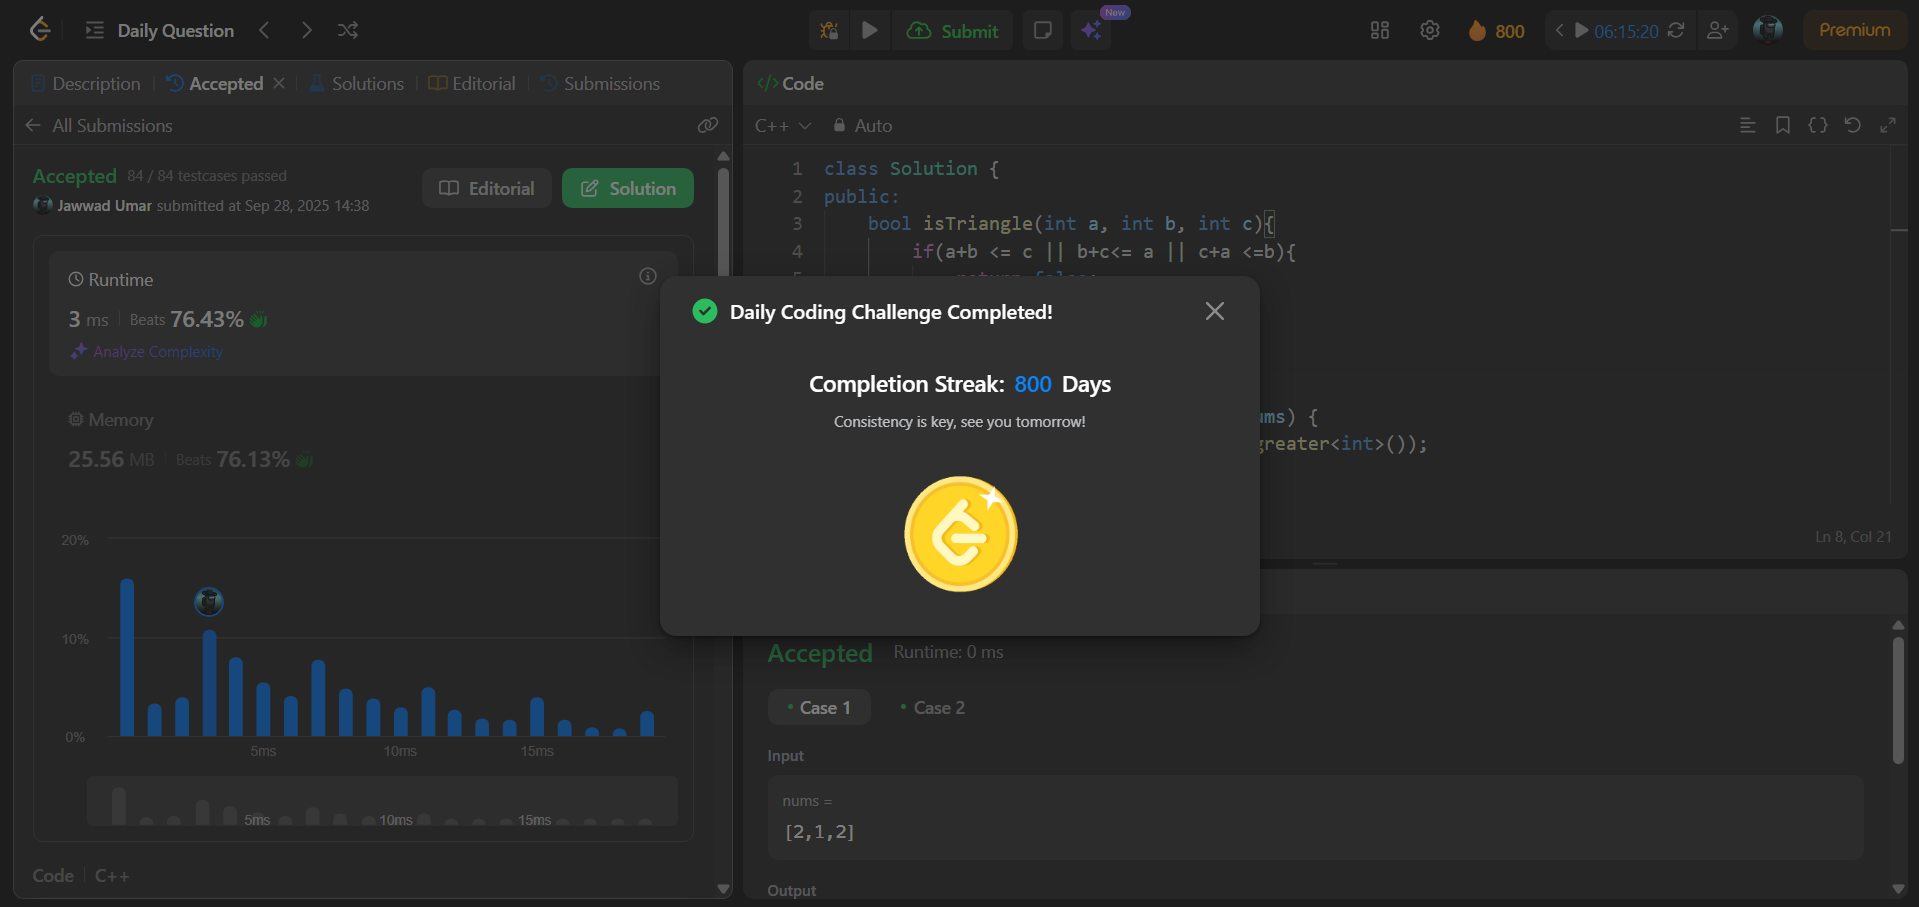 Daily Question
Submit
New
800
06:15:20
Premium
Description
Accepted
Solutions
Editorial
Submissions
All Submissions
Accepted 84 / 84 testcases passed
Jawwad Umar submitted at Sep 28, 2025 14:38
Editorial
Solution
Runtime
3 ms Beats 76.43%
Analyze Complexity
Memory
25.56 MB Beats 76.13%
20%
10%
0%
5ms 10ms 15ms
5ms 10ms 15ms
Code C++
</> Code
C++ Auto
1 class Solution {
2 public:
3 bool isTriangle(int a, int b, int c){
4 if(a+b <= c || b+c<= a || c+a <=b){
5 return false;
ums) {
greater<int>());
Ln 8, Col 21
Daily Coding Challenge Completed!
Completion Streak: 800 Days
Consistency is key, see you tomorrow!
Accepted Runtime: 0 ms
• Case 1 • Case 2
Input
nums =
[2,1,2]
Output